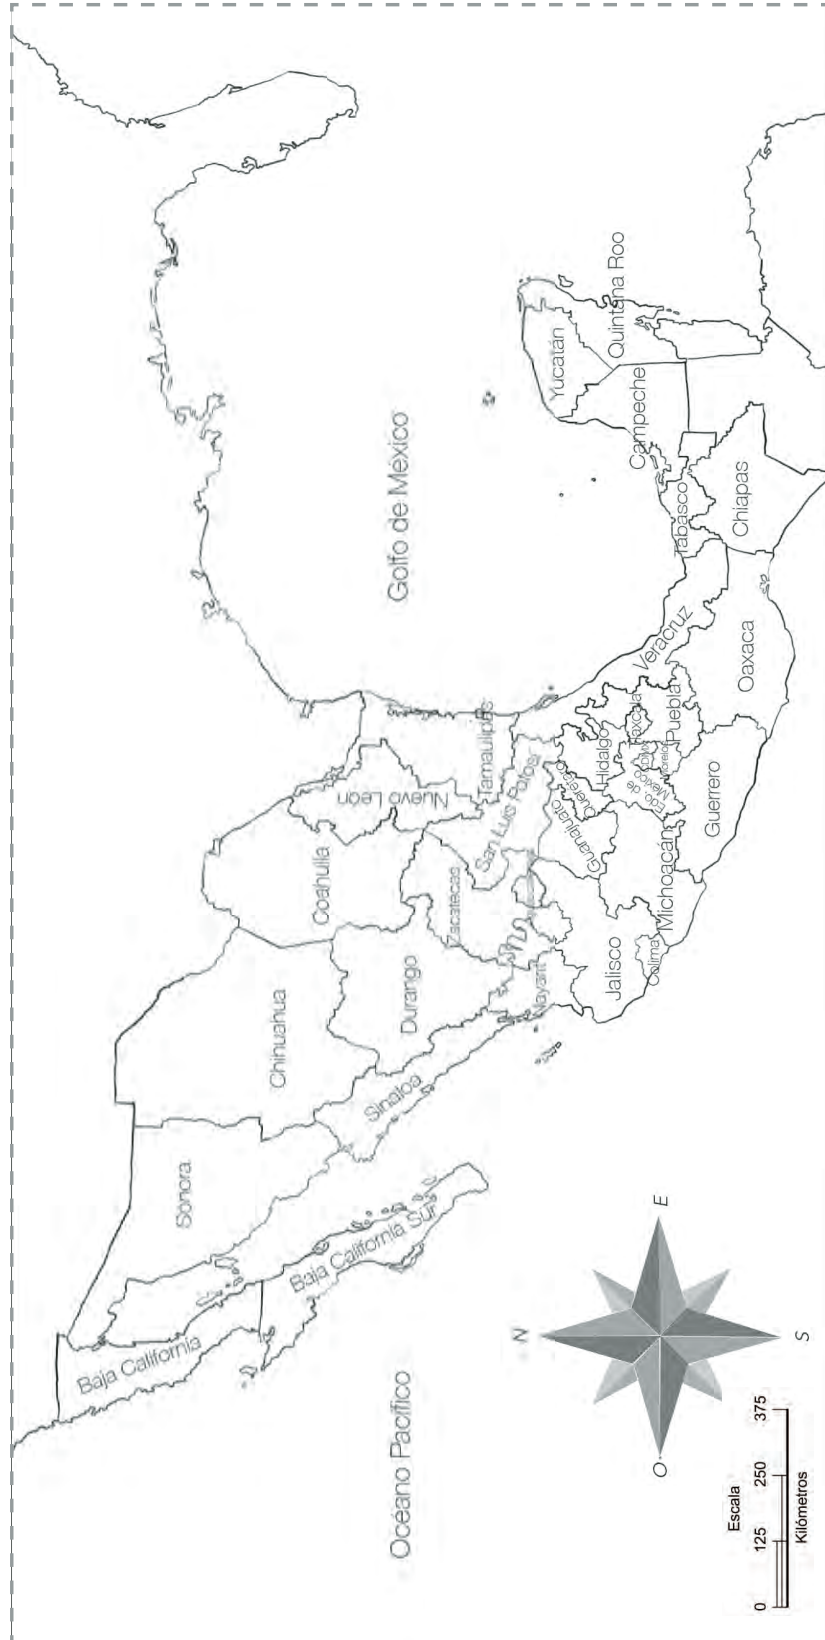 Golfo de México
Océano Pacífico
Baja California
Baja California Sur
Sonora
Chihuahua
Sinaloa
Durango
Coahuila
Nuevo León
Tamaulipas
Zacatecas
San Luis Potosí
Nayarit
Jalisco
Colima
Michoacán
Guanajuato
Querétaro
Hidalgo
Edo de
México
CDMX
Morelos
Tlaxcala
Puebla
Guerrero
Veracruz
Oaxaca
Tabasco
Chiapas
Campeche
Yucatán
Quintana Roo
N
E
S
O
Escala
0 125 250 375
Kilómetros